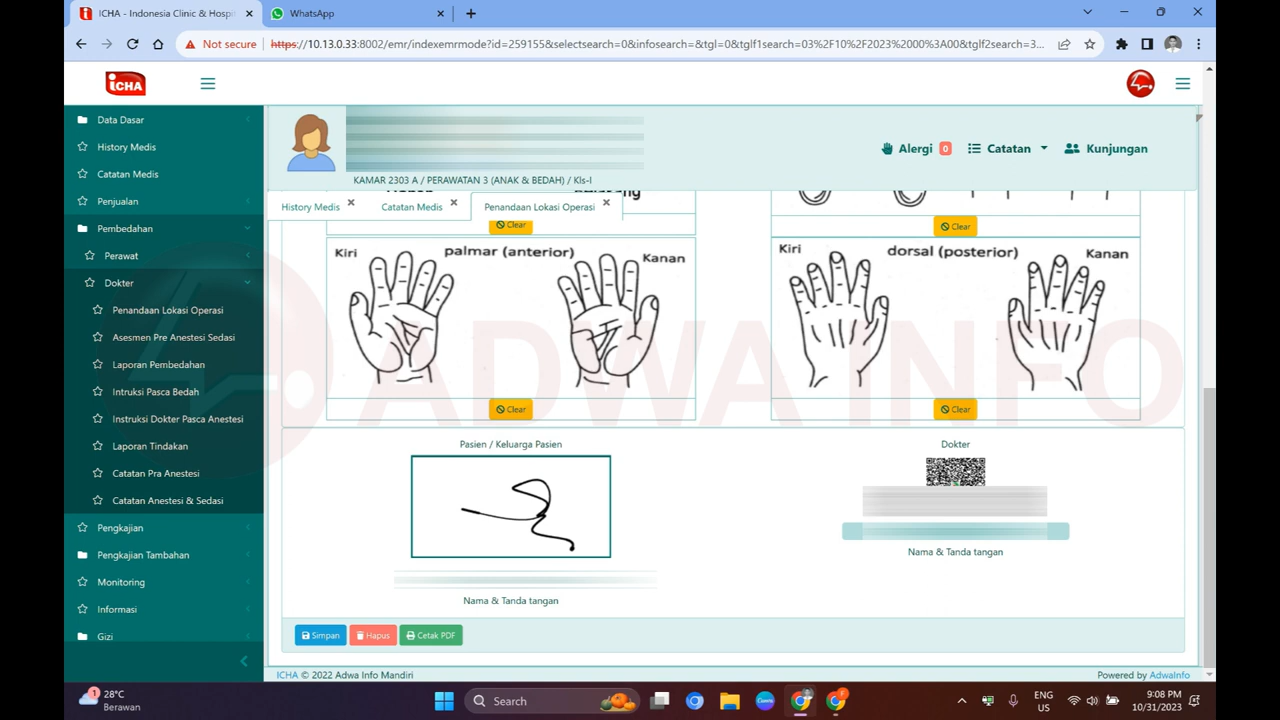 ICHA - Indonesia Clinic & Hospi
WhatsApp
Not secure
https://10.13.0.33:8002/emr/indexemrmode?id=259155&selectsearch=0&infosearch=&tgl=0&tglf1search=03%2F10%2F2023%2000%3A00&tglf2search=3...
iCHA
Data Dasar
History Medis
Catatan Medis
Penjualan
Pembedahan
Perawat
Dokter
Penandaan Lokasi Operasi
Asesmen Pre Anestesi Sedasi
Laporan Pembedahan
Intruksi Pasca Bedah
Instruksi Dokter Pasca Anestesi
Laporan Tindakan
Catatan Pra Anestesi
Catatan Anestesi & Sedasi
Pengkajian
Pengkajian Tambahan
Monitoring
Informasi
Gizi
KAMAR 2303 A / PERAWATAN 3 (ANAK & BEDAH) / Kls-I
Alergi 0
Catatan
Kunjungan
History Medis
Catatan Medis
Penandaan Lokasi Operasi
Clear
Clear
Kiri palmar (anterior) Kanan
Kiri dorsal (posterior) Kanan
Clear
Clear
ADWA INFO
Pasien / Keluarga Pasien
Dokter
Nama & Tanda tangan
Nama & Tanda tangan
Simpan
Hapus
Cetak PDF
ICHA © 2022 Adwa Info Mandiri
Powered by AdwaInfo
1
28°C
Berawan
Search
Canva
F
ENG
US
9:08 PM
10/31/2023